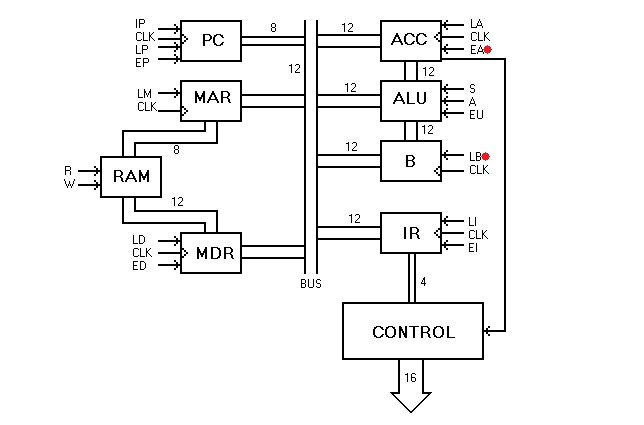 IP
CLK
LP
EP
PC
8
12
ACC
LA
CLK
EA
12
12
LM
CLK
MAR
12
ALU
S
A
EU
8
12
R
W
RAM
12
B
LB
CLK
12
LD
CLK
ED
MDR
12
IR
LI
CLK
EI
BUS
4
CONTROL
16